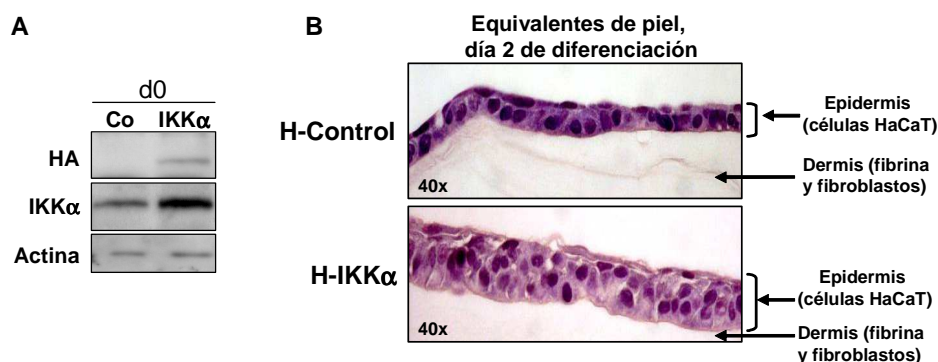 A
d0
Co IKKα
HA
IKKα
Actina
B
Equivalentes de piel,
día 2 de diferenciación
H-Control
40x
Epidermis
(células HaCaT)
Dermis (fibrina
y fibroblastos)
H-IKKα
40x
Epidermis
(células HaCaT)
Dermis (fibrina
y fibroblastos)